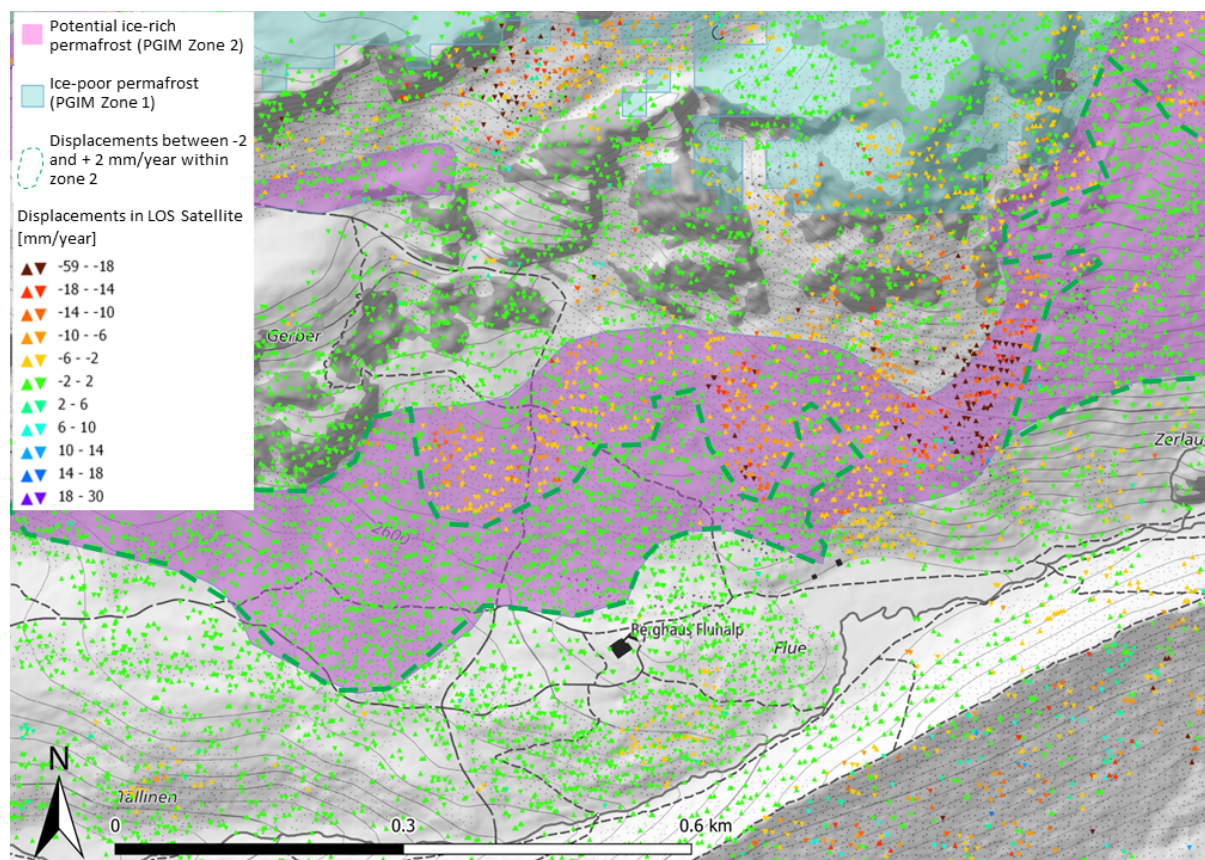 Potential ice-rich
permafrost (PGIM Zone 2)
Ice-poor permafrost
(PGIM Zone 1)
Displacements between -2
and + 2 mm/year within
zone 2
Displacements in LOS Satellite
[mm/year]
-59 - -18
-18 - -14
-14 - -10
-10 - -6
-6 - -2
-2 - 2
2 - 6
6 - 10
10 - 14
14 - 18
18 - 30
Gerber
2600
Zerlau
Berghaus Fluhalp
Flue
Tällinen
N
0
0.3
0.6 km